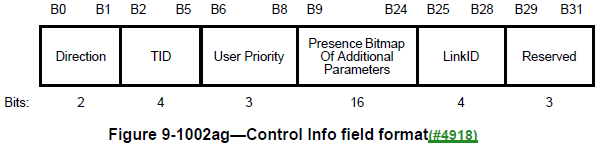 B0 B1 B2 B5 B6 B8 B9 B24 B25 B28 B29 B31
Direction TID User Priority Presence Bitmap Of Additional Parameters LinkID Reserved
Bits: 2 4 3 16 4 3
Figure 9-1002ag—Control Info field format(#4918)